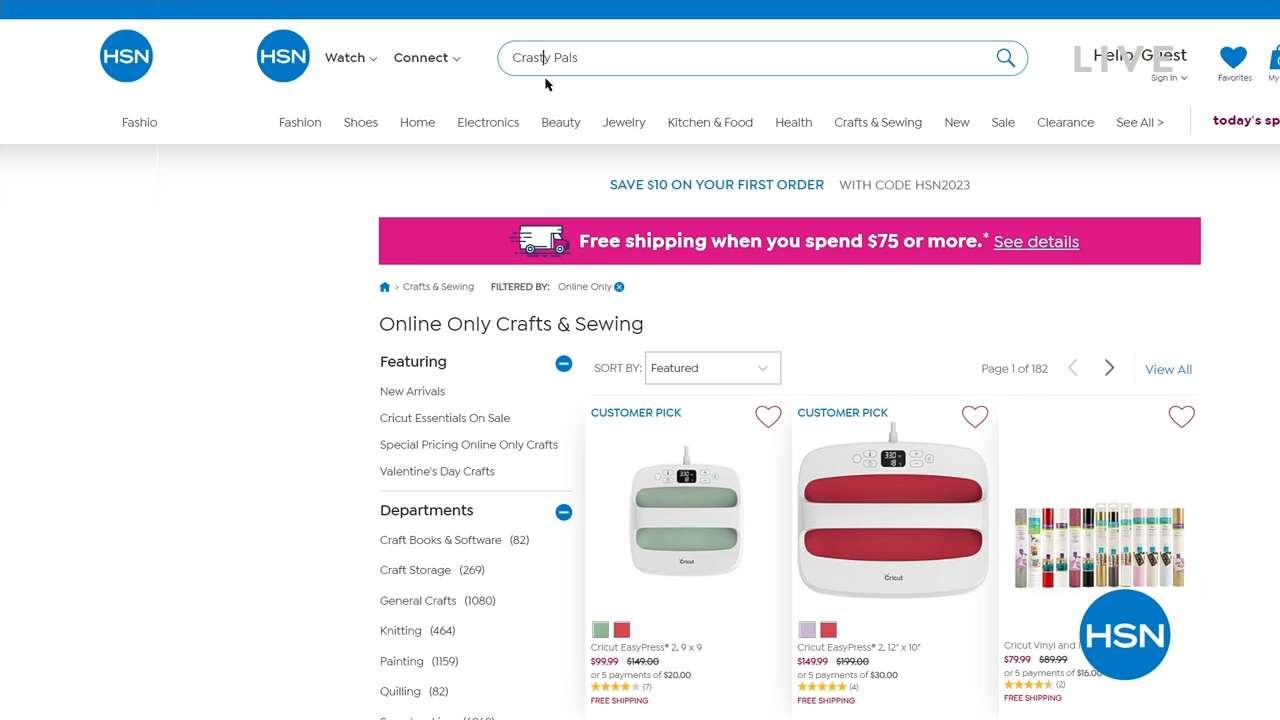 HSN
HSN
Watch
Connect
Crasty Pals
LIVE
Hello, Guest
Sign In
Favorites
My
Fashio
Fashion Shoes Home Electronics Beauty Jewelry Kitchen & Food Health Crafts & Sewing New Sale Clearance See All >
today's sp
SAVE $10 ON YOUR FIRST ORDER WITH CODE HSN2023
Free shipping when you spend $75 or more.* See details
> Crafts & Sewing FILTERED BY: Online Only
Online Only Crafts & Sewing
Featuring
New Arrivals
Cricut Essentials On Sale
Special Pricing Online Only Crafts
Valentine's Day Crafts
Departments
Craft Books & Software (82)
Craft Storage (269)
General Crafts (1080)
Knitting (464)
Painting (1159)
Quilling (82)
SORT BY: Featured
Page 1 of 182
View All
CUSTOMER PICK
Cricut
Cricut EasyPress® 2, 9 x 9
$99.99 $149.00
or 5 payments of $20.00
(7)
FREE SHIPPING
CUSTOMER PICK
Cricut
Cricut EasyPress® 2, 12" x 10"
$149.99 $199.00
or 5 payments of $30.00
(4)
FREE SHIPPING
Cricut Vinyl and
$79.99 $89.99
or 5 payments of $16.00
(2)
FREE SHIPPING
HSN